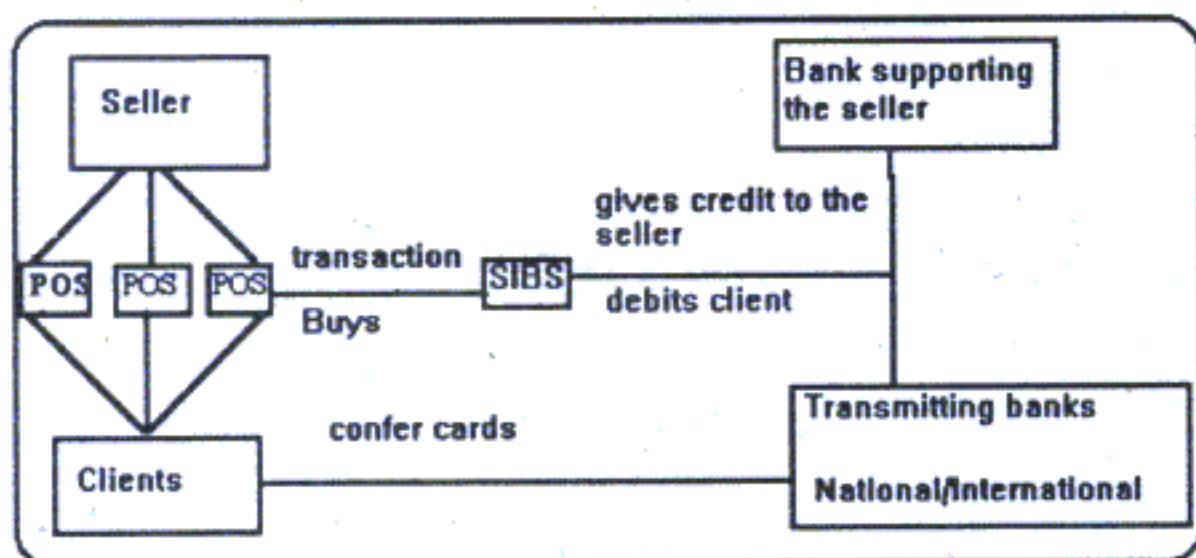 Seller
Bank supporting
the seller
gives credit to the
seller
transaction
POS
POS
POS
SIBS
debits client
Buys
Transmitting banks
confer cards
Clients
National/International